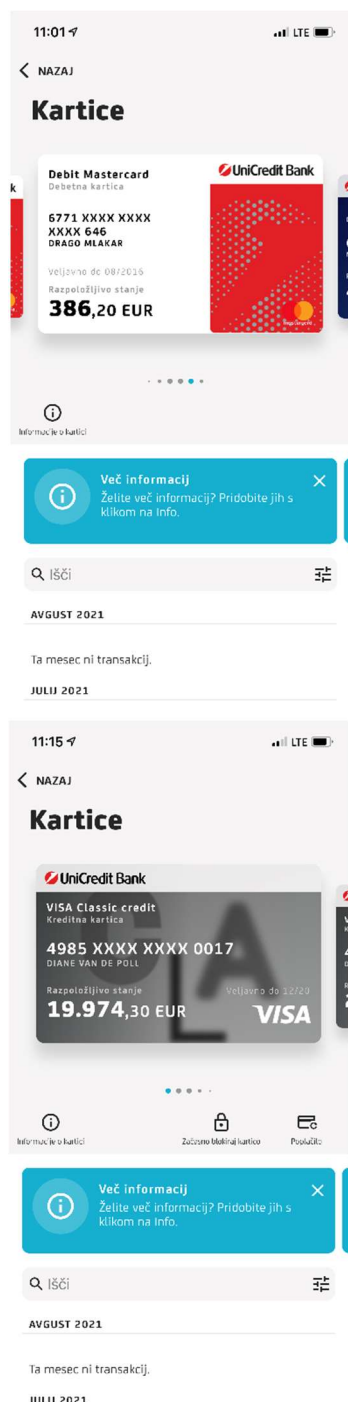 11:01
LTE
NAZAJ
Kartice
k
Debit Mastercard
Debetna kartica
UniCredit Bank
6771 XXXX XXXX
XXXX 646
DRAGO MLAKAR
Veljavno do 08/2016
Razpoložljivo stanje
386,20 EUR
Informacije o kartici
Več informacij
Želite več informacij? Pridobite jih s
klikom na Info.
Išči
AVGUST 2021
Ta mesec ni transakcij.
JULIJ 2021
11:15
LTE
NAZAJ
Kartice
UniCredit Bank
VISA Classic credit
Kreditna kartica
4985 XXXX XXXX 0017
DIANE VAN DE POLL
Razpoložljivo stanje
Veljavno do 12/20
19.974,30 EUR
VISA
Informacije o kartici
Začasno blokiraj kartico
Poplačilo
Več informacij
Želite več informacij? Pridobite jih s
klikom na Info.
Išči
AVGUST 2021
Ta mesec ni transakcij.
JULIJ 2021